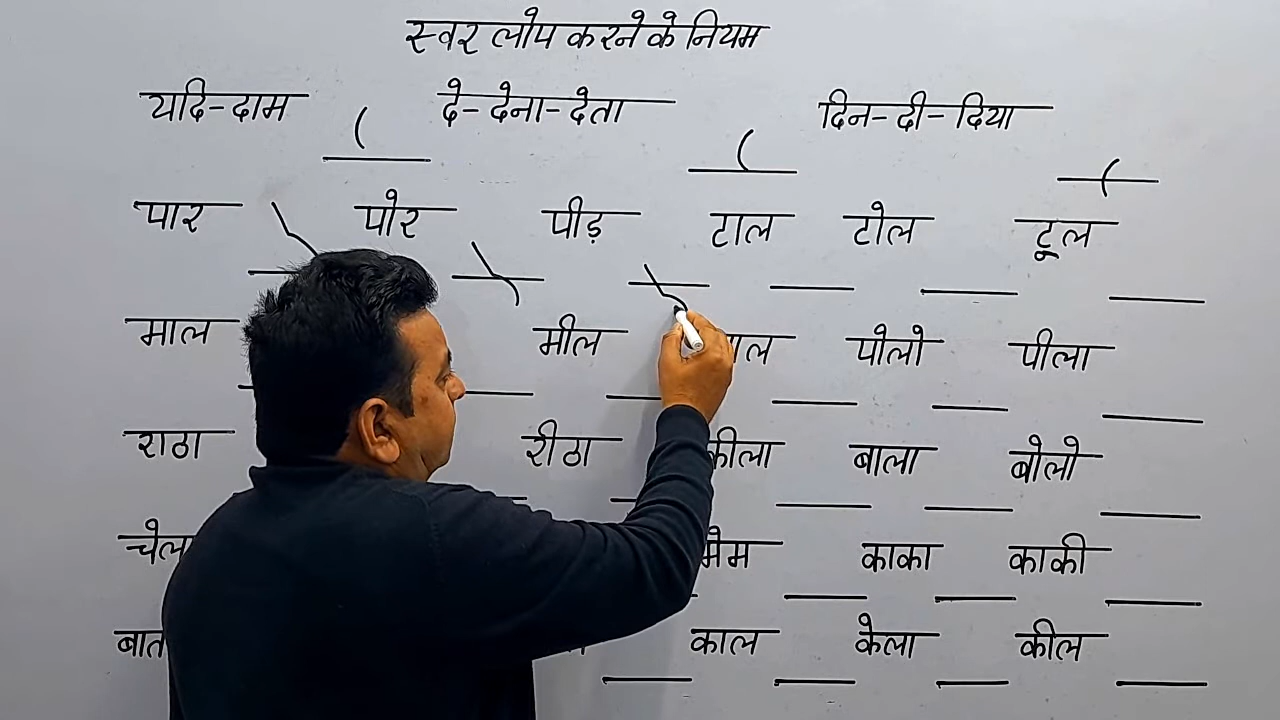 स्वर लोप करने के नियम
यदि-दाम दे-देना-देता दिन-दी-दिया
पार पोर पीड़ टाल टोल टूल
माल मील पोलो पीला
राठा रीठा कीला बाला बोलो
मेम काका काकी
काल केला कील